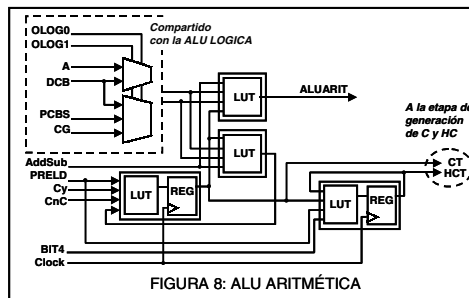 OLOG0
OLOG1
Compartido
con la ALU LOGICA
A
DCB
PCBS
CG
LUT
ALUARIT
A la etapa de
generación
de C y HC
AddSub
LUT
PRELD
Cy
CnC
LUT
REG
CT
HCT
LUT
REG
BIT4
Clock
FIGURA 8: ALU ARITMÉTICA